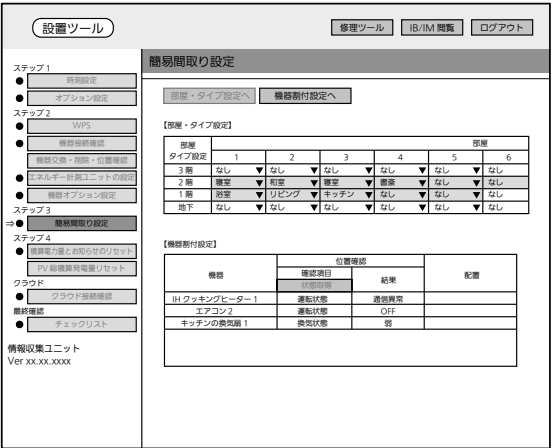 設置ツール
修理ツール
IB/IM 閲覧
ログアウト
ステップ 1
● 時刻設定
● オプション設定
ステップ 2
● WPS
● 機器接続確認
機器交換・削除・位置確認
● エネルギー計測ユニットの設定
● 機器オプション設定
ステップ 3
⇒● 簡易間取り設定
ステップ 4
● 積算電力量とお知らせのリセット
PV 総積算発電量リセット
クラウド
● クラウド接続確認
最終確認
● チェックリスト
情報収集ユニット
Ver xx.xx.xxxx
簡易間取り設定
部屋・タイプ設定へ 機器割付設定へ
【部屋・タイプ設定】
部屋 部屋
タイプ設定 1 2 3 4 5 6
3 階 なし ▼ なし ▼ なし ▼ なし ▼ なし ▼ なし
2 階 寝室 ▼ 和室 ▼寝室 ▼ 書斎 ▼ なし ▼ なし
1 階 浴室 ▼ リビング ▼ キッチン ▼ なし ▼ なし ▼ なし
地下 なし ▼ なし ▼ なし ▼ なし ▼ なし ▼ なし
【機器割付設定】
機器 位置確認 配置
確認項目 結果
状態取得
IH クッキングヒーター 1 運転状態 通信異常
エアコン 2 運転状態 OFF
キッチンの換気扇 1 換気状態 弱